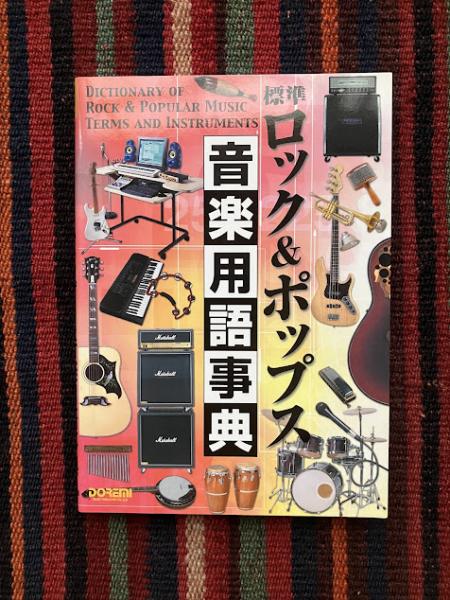 DICTIONARY OF
ROCK & POPULAR MUSIC
TERMS AND INSTRUMENTS
標準
ロック&ポップス
音楽用語事典
Marshall
Marshall
Marshall
DOREMI